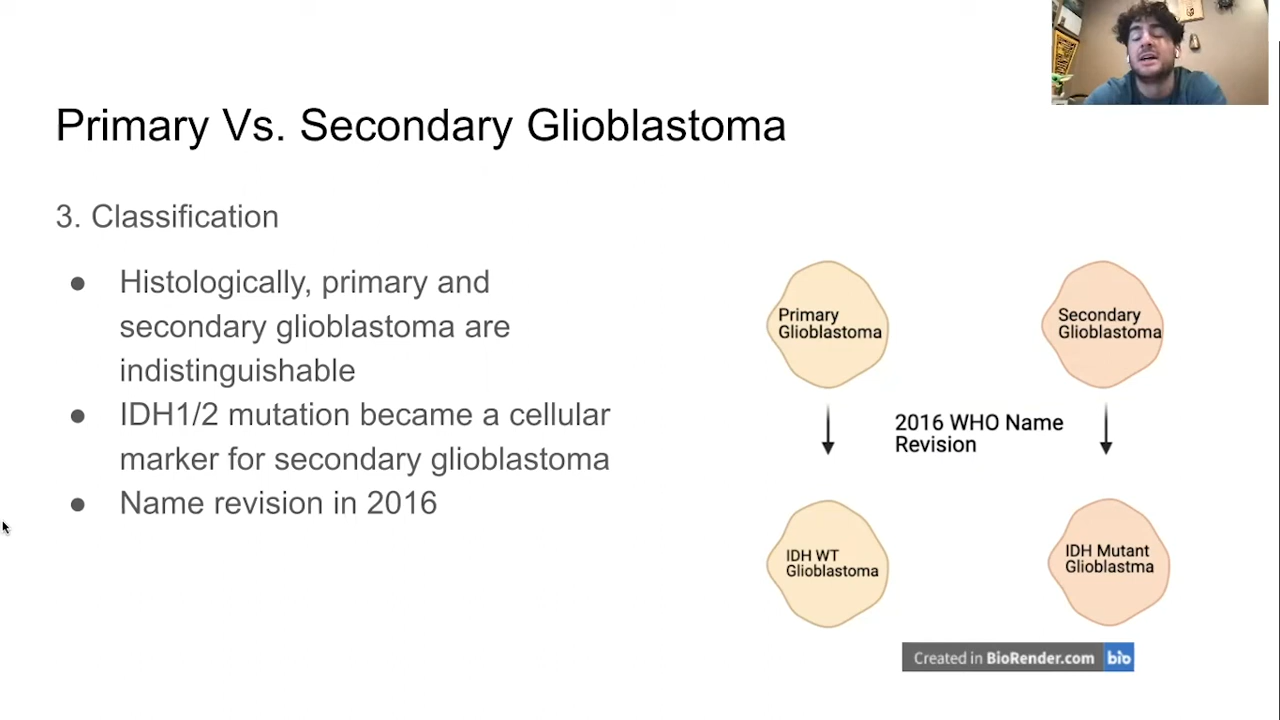 Primary Vs. Secondary Glioblastoma
3. Classification
● Histologically, primary and
secondary glioblastoma are
indistinguishable
● IDH1/2 mutation became a cellular
marker for secondary glioblastoma
● Name revision in 2016
Primary
Glioblastoma
Secondary
Glioblastoma
2016 WHO Name
Revision
IDH WT
Glioblastoma
IDH Mutant
Glioblastma
Created in BioRender.com bio